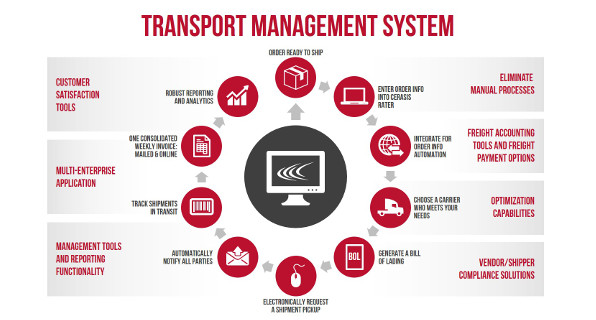 TRANSPORT MANAGEMENT SYSTEM
ORDER READY TO SHIP
CUSTOMER
SATISFACTION
TOOLS
ROBUST REPORTING
AND ANALYTICS
ENTER ORDER INFO
INTO CERASIS
RATER
ELIMINATE
MANUAL PROCESSES
ONE CONSOLIDATED
WEEKLY INVOICE:
MAILED & ONLINE
INTEGRATE FOR
ORDER INFO
AUTOMATION
FREIGHT ACCOUNTING
TOOLS AND FREIGHT
PAYMENT OPTIONS
MULTI-ENTERPRISE
APPLICATION
TRACK SHIPMENTS
IN TRANSIT
CHOOSE A CARRIER
WHO MEETS YOUR
NEEDS
OPTIMIZATION
CAPABILITIES
MANAGEMENT TOOLS
AND REPORTING
FUNCTIONALITY
AUTOMATICALLY
NOTIFY ALL PARTIES
BOL
GENERATE A BILL
OF LADING
VENDOR/SHIPPER
COMPLIANCE SOLUTIONS
ELECTRONICALLY REQUEST
A SHIPMENT PICKUP